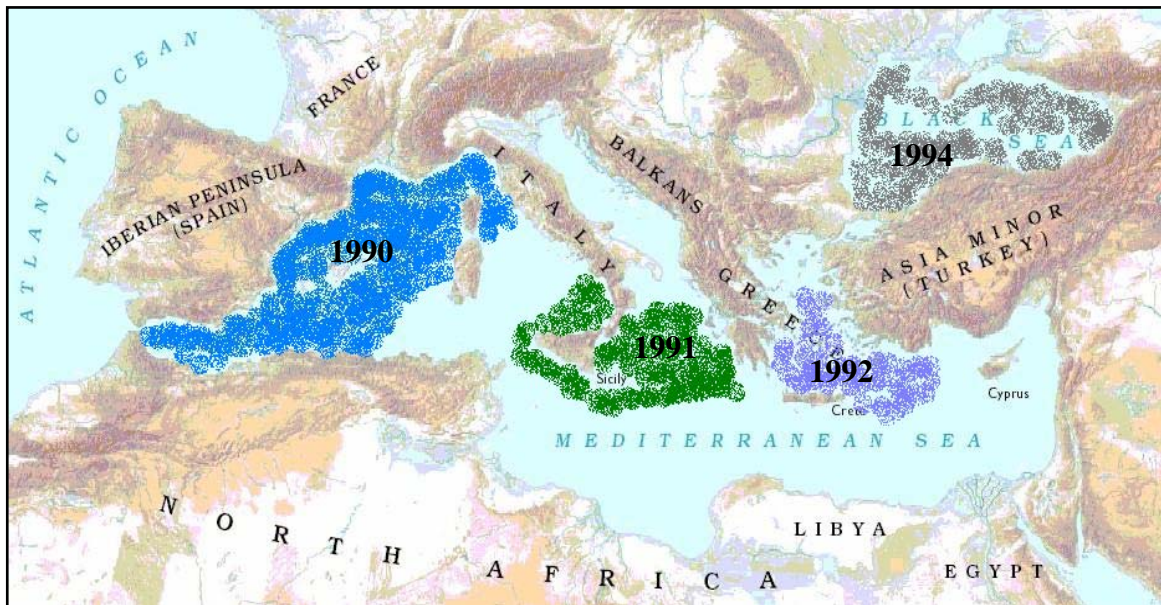 ATLANTIC OCEAN
FRANCE
IBERIAN PENINSULA
(SPAIN)
ITALY
BALKANS
GREECE
BLACK
SEA
ASIA MINOR
(TURKEY)
1990
1991
1992
1994
Sicily
Crete
Cyprus
MEDITERRANEAN SEA
NORTH AFRICA
LIBYA
EGYPT